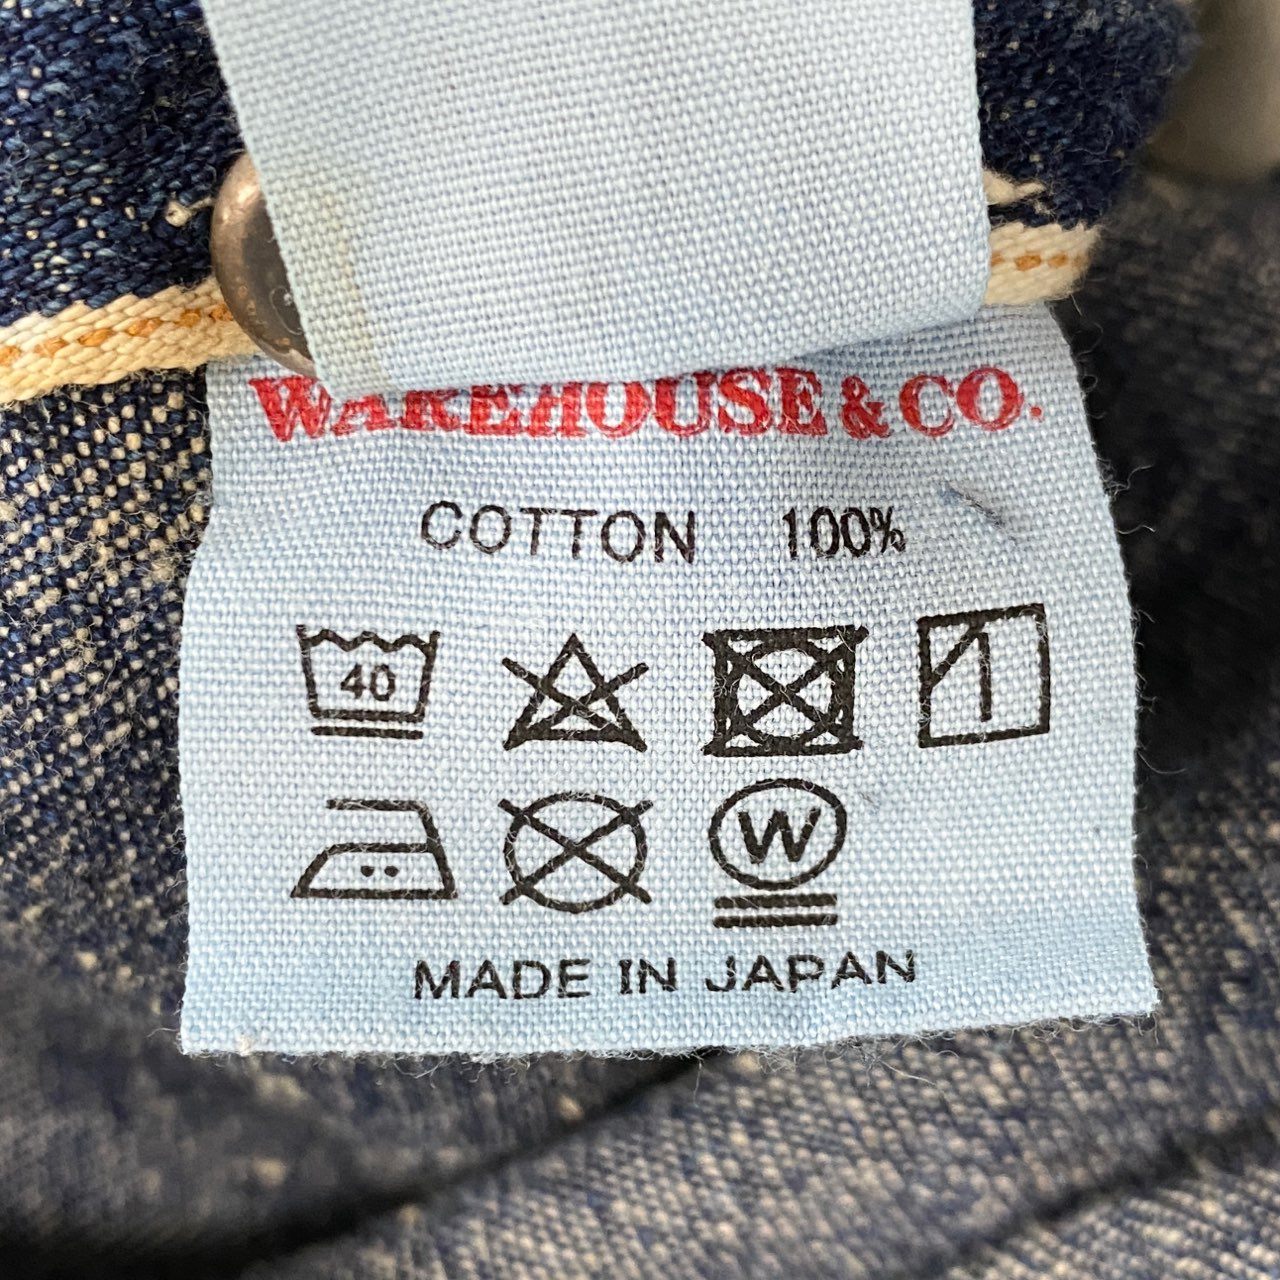 WAREHOUSE & CO.
COTTON 100%
40
W
MADE IN JAPAN